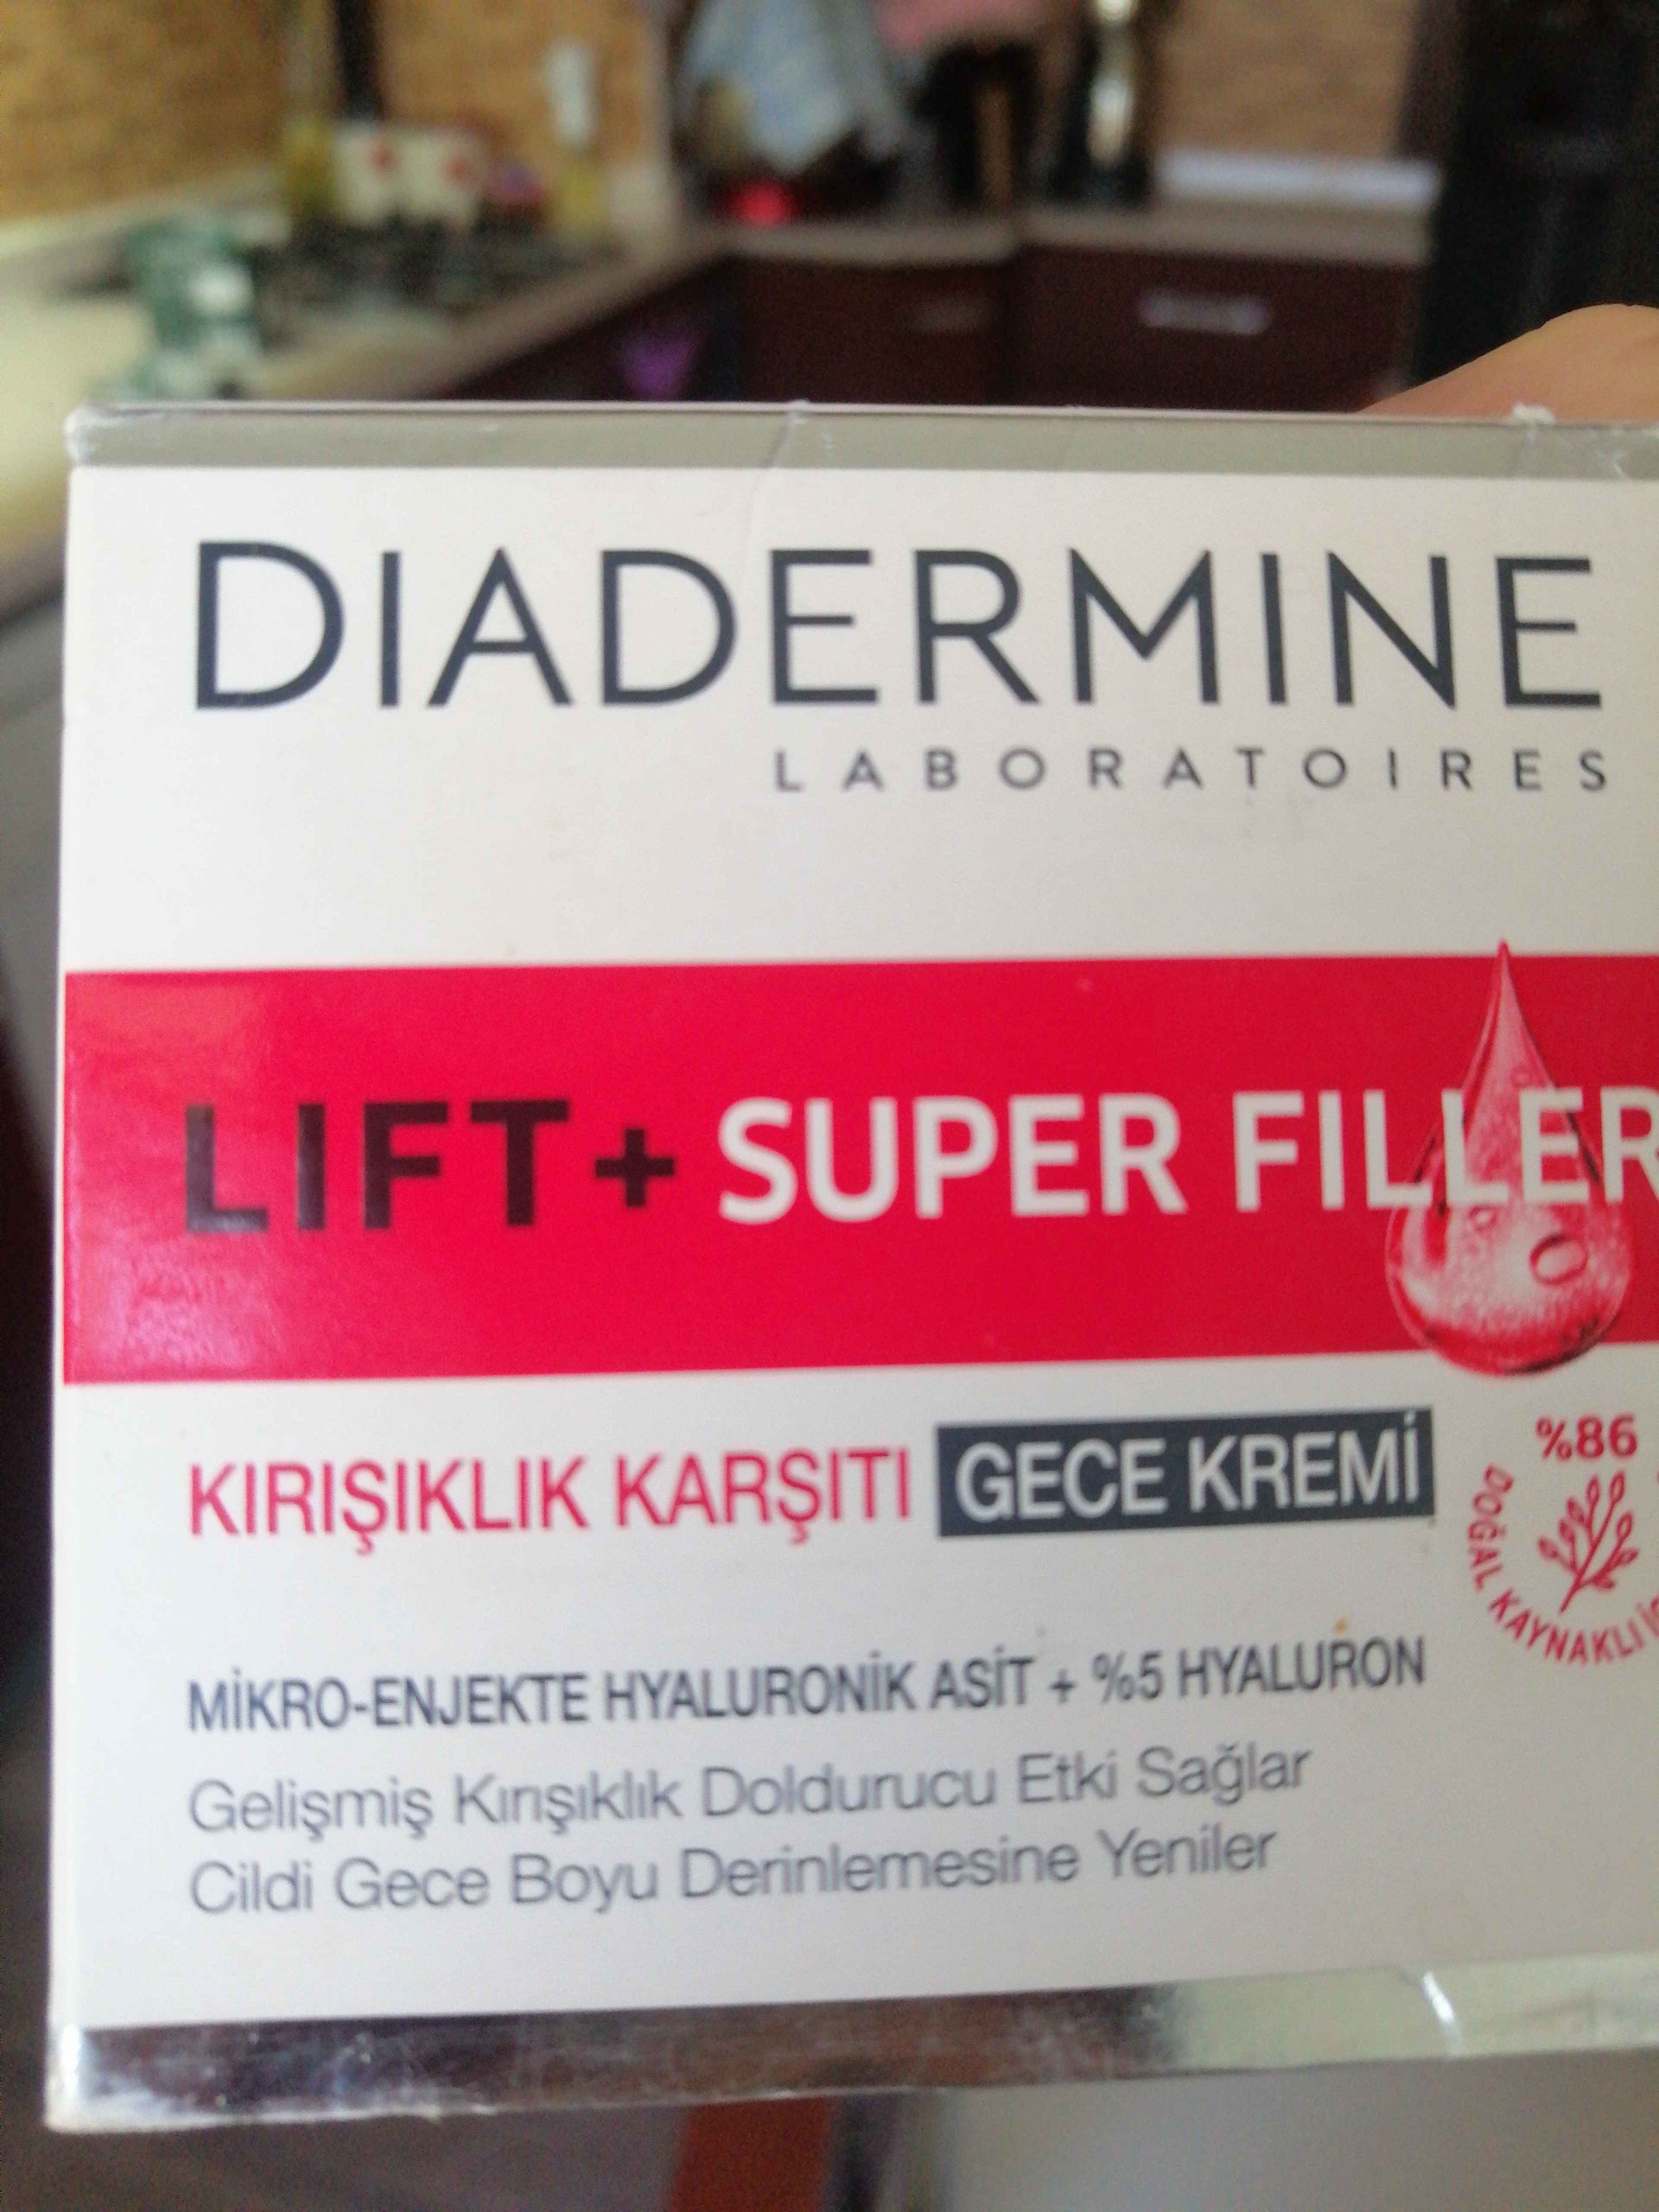 DIADERMINE
LABORATOIRES
LIFT+ SUPER FILLER
KIRIŞIKLIK KARŞITI GECE KREMİ
%86
DOĞAL KAYNAKLI
MİKRO-ENJEKTE HYALURONİK ASİT + %5 HYALURON
Gelişmiş Kırışıklık Doldurucu Etki Sağlar
Cildi Gece Boyu Derinlemesine Yeniler